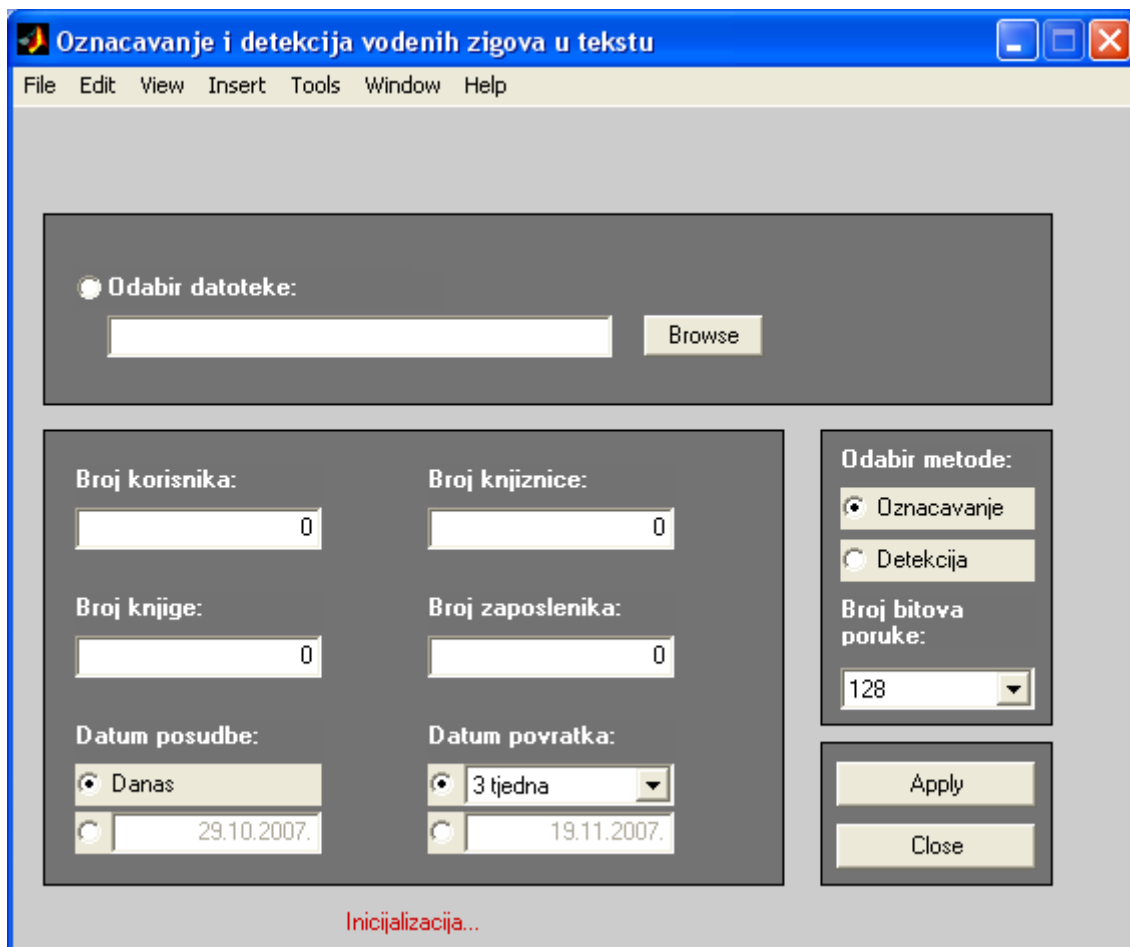 Oznacavanje i detekcija vodenih zigova u tekstu
File Edit View Insert Tools Window Help
Odabir datoteke:
Browse
Broj korisnika:
0
Broj knjiznice:
0
Broj knjige:
0
Broj zaposlenika:
0
Datum posudbe:
Danas
29.10.2007.
Datum povratka:
3 tjedna
19.11.2007.
Odabir metode:
Oznacavanje
Detekcija
Broj bitova
poruke:
128
Apply
Close
Inicijalizacija...